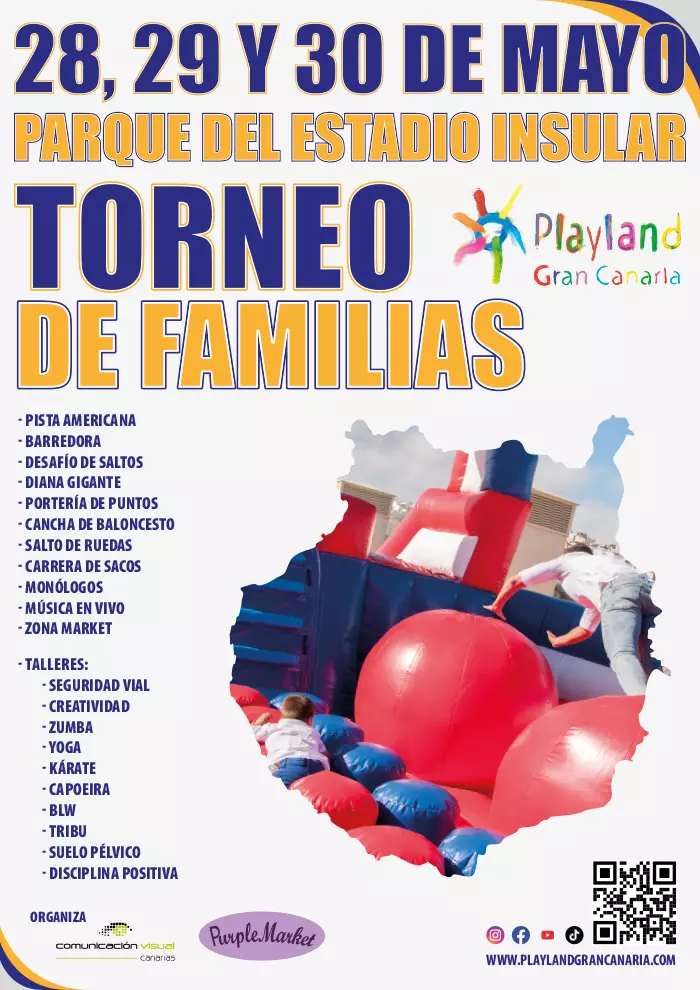 28, 29 Y 30 DE MAYO
PARQUE DEL ESTADIO INSULAR
TORNEO
DE FAMILIAS
Playland
Gran Canaria
- PISTA AMERICANA
- BARREDORA
- DESAFÍO DE SALTOS
- DIANA GIGANTE
- PORTERÍA DE PUNTOS
- CANCHA DE BALONCESTO
- SALTO DE RUEDAS
- CARRERA DE SACOS
- MONÓLOGOS
- MÚSICA EN VIVO
- ZONA MARKET
- TALLERES:
- SEGURIDAD VIAL
- CREATIVIDAD
- ZUMBA
- YOGA
- KÁRATE
- CAPOEIRA
- BLW
- TRIBU
- SUELO PÉLVICO
- DISCIPLINA POSITIVA
ORGANIZA
comunicación visual
canarias
Purple Market
WWW.PLAYLANDGRANCANARIA.COM